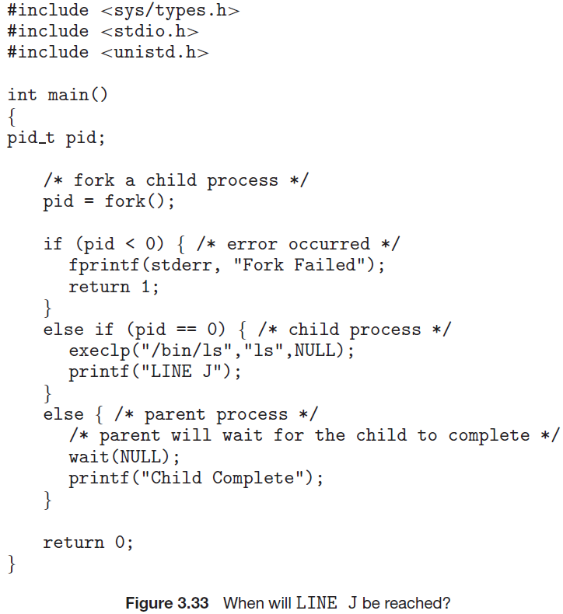 #include <sys/types.h>
#include <stdio.h>
#include <unistd.h>
int main()
{
pid_t pid;
/* fork a child process */
pid = fork();
if (pid < 0) { /* error occurred */
fprintf(stderr, "Fork Failed");
return 1;
}
else if (pid == 0) { /* child process */
execlp("/bin/ls","ls",NULL);
printf("LINE J");
}
else { /* parent process */
/* parent will wait for the child to complete */
wait(NULL);
printf("Child Complete");
}
return 0;
}
Figure 3.33 When will LINE J be reached?